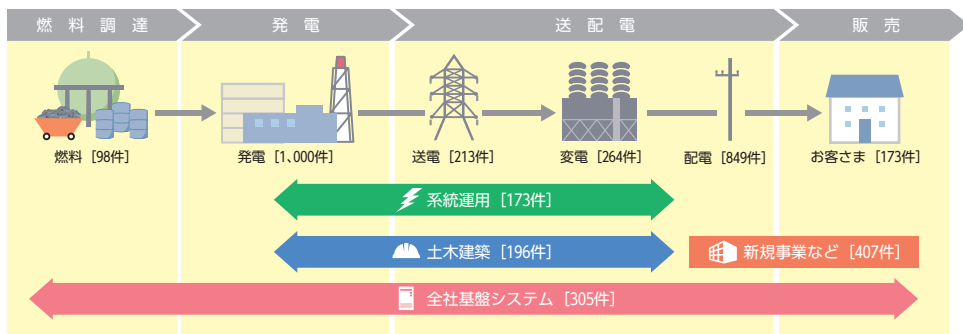 燃料調達
発電
送配電
販売
燃料［98件］
発電［1、000件］
送電［213件］
変電［264件］
配電［849件］
お客さま［173件］
系統運用［173件］
土木建築［196件］
新規事業など［407件］
全社基盤システム［305件］